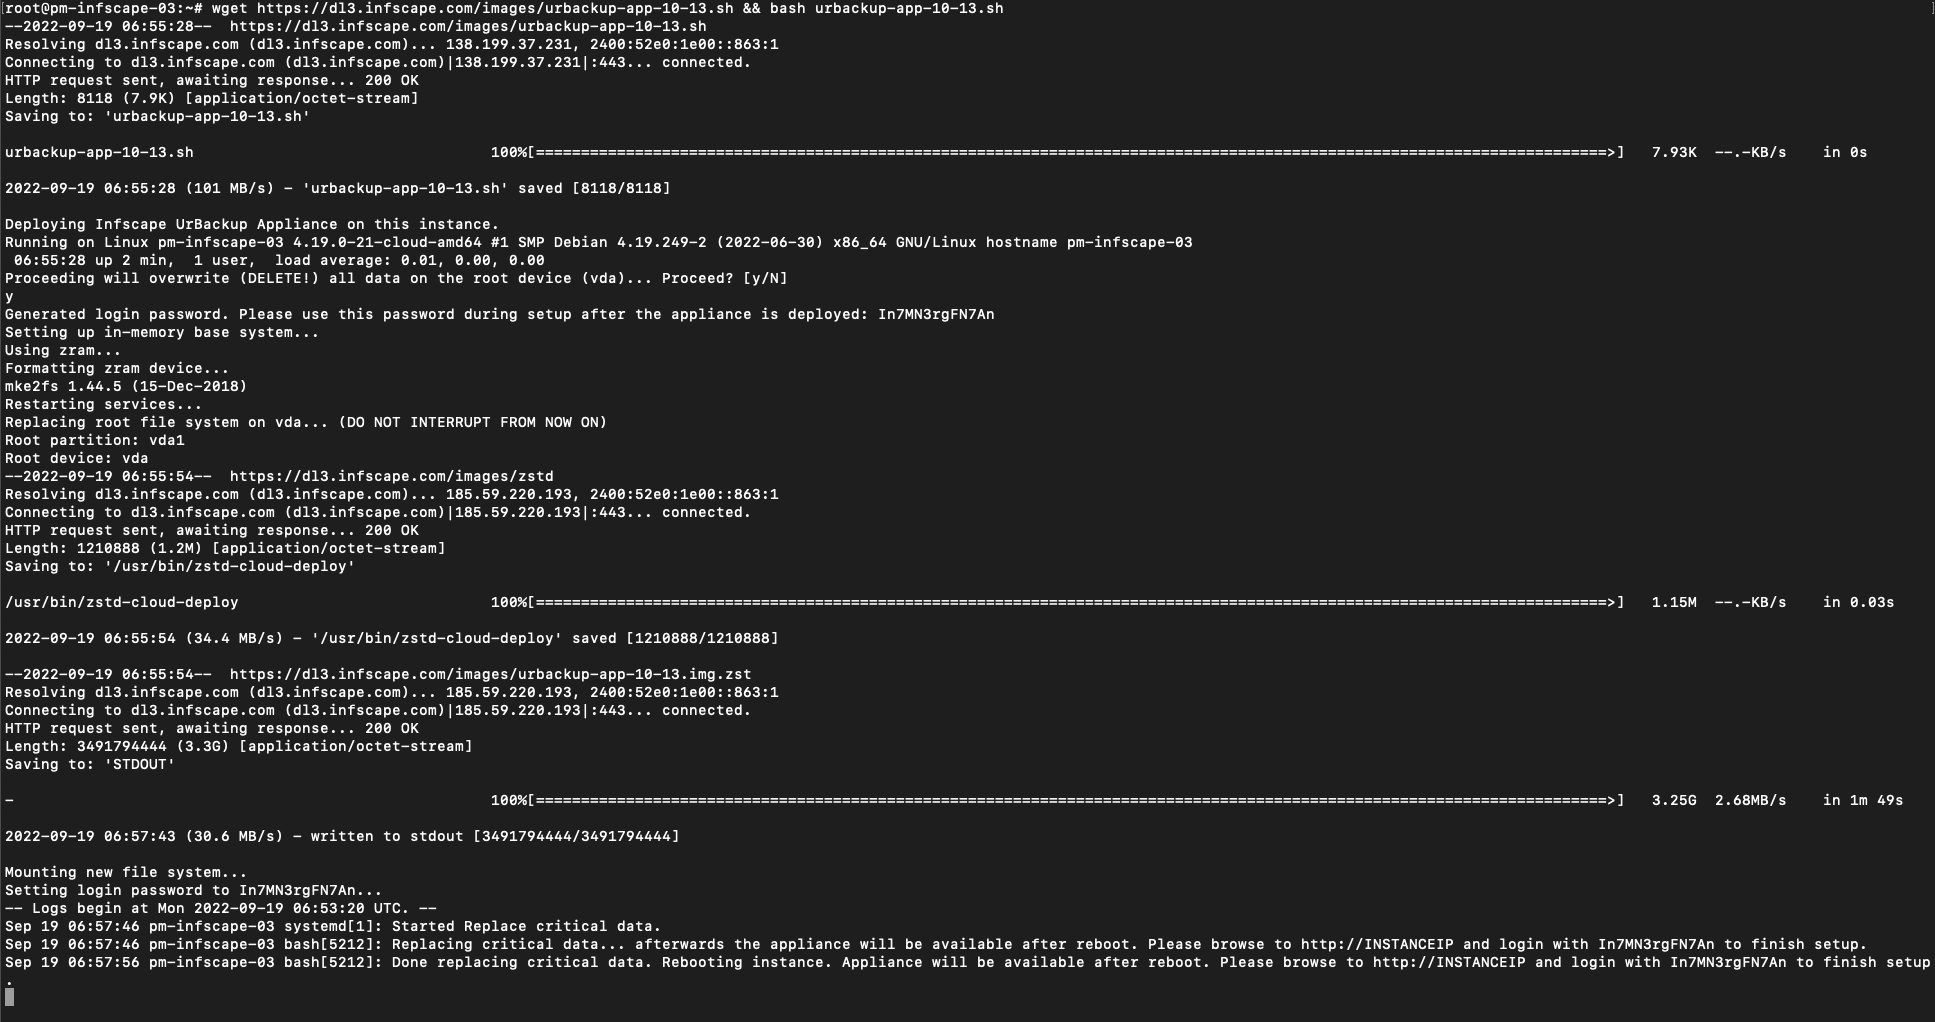 [root@pm-infscape-03:~# wget https://dl3.infscape.com/images/urbackup-app-10-13.sh && bash urbackup-app-10-13.sh ]
--2022-09-19 06:55:28--  https://dl3.infscape.com/images/urbackup-app-10-13.sh
Resolving dl3.infscape.com (dl3.infscape.com)... 138.199.37.231, 2400:52e0:1e00::863:1
Connecting to dl3.infscape.com (dl3.infscape.com)|138.199.37.231|:443... connected.
HTTP request sent, awaiting response... 200 OK
Length: 8118 (7.9K) [application/octet-stream]
Saving to: 'urbackup-app-10-13.sh'
urbackup-app-10-13.sh 100%[=======================================================================================================================>] 7.93K --.-KB/s in 0s
2022-09-19 06:55:28 (101 MB/s) - 'urbackup-app-10-13.sh' saved [8118/8118]
Deploying Infscape UrBackup Appliance on this instance.
Running on Linux pm-infscape-03 4.19.0-21-cloud-amd64 #1 SMP Debian 4.19.249-2 (2022-06-30) x86_64 GNU/Linux hostname pm-infscape-03
06:55:28 up 2 min,  1 user,  load average: 0.01, 0.00, 0.00
Proceeding will overwrite (DELETE!) all data on the root device (vda)... Proceed? [y/N]
y
Generated login password. Please use this password during setup after the appliance is deployed: In7MN3rgFN7An
Setting up in-memory base system...
Using zram...
Formatting zram device...
mke2fs 1.44.5 (15-Dec-2018)
Restarting services...
Replacing root file system on vda... (DO NOT INTERRUPT FROM NOW ON)
Root partition: vda1
Root device: vda
--2022-09-19 06:55:54--  https://dl3.infscape.com/images/zstd
Resolving dl3.infscape.com (dl3.infscape.com)... 185.59.220.193, 2400:52e0:1e00::863:1
Connecting to dl3.infscape.com (dl3.infscape.com)|185.59.220.193|:443... connected.
HTTP request sent, awaiting response... 200 OK
Length: 1210888 (1.2M) [application/octet-stream]
Saving to: '/usr/bin/zstd-cloud-deploy'
/usr/bin/zstd-cloud-deploy 100%[=======================================================================================================================>] 1.15M --.-KB/s in 0.03s
2022-09-19 06:55:54 (34.4 MB/s) - '/usr/bin/zstd-cloud-deploy' saved [1210888/1210888]
--2022-09-19 06:55:54--  https://dl3.infscape.com/images/urbackup-app-10-13.img.zst
Resolving dl3.infscape.com (dl3.infscape.com)... 185.59.220.193, 2400:52e0:1e00::863:1
Connecting to dl3.infscape.com (dl3.infscape.com)|185.59.220.193|:443... connected.
HTTP request sent, awaiting response... 200 OK
Length: 3491794444 (3.3G) [application/octet-stream]
Saving to: 'STDOUT'
- 100%[=======================================================================================================================>] 3.25G 2.68MB/s in 1m 49s
2022-09-19 06:57:43 (30.6 MB/s) - written to stdout [3491794444/3491794444]
Mounting new file system...
Setting login password to In7MN3rgFN7An...
-- Logs begin at Mon 2022-09-19 06:53:20 UTC. --
Sep 19 06:57:46 pm-infscape-03 systemd[1]: Started Replace critical data.
Sep 19 06:57:46 pm-infscape-03 bash[5212]: Replacing critical data... afterwards the appliance will be available after reboot. Please browse to http://INSTANCEIP and login with In7MN3rgFN7An to finish setup.
Sep 19 06:57:56 pm-infscape-03 bash[5212]: Done replacing critical data. Rebooting instance. Appliance will be available after reboot. Please browse to http://INSTANCEIP and login with In7MN3rgFN7An to finish setup
.